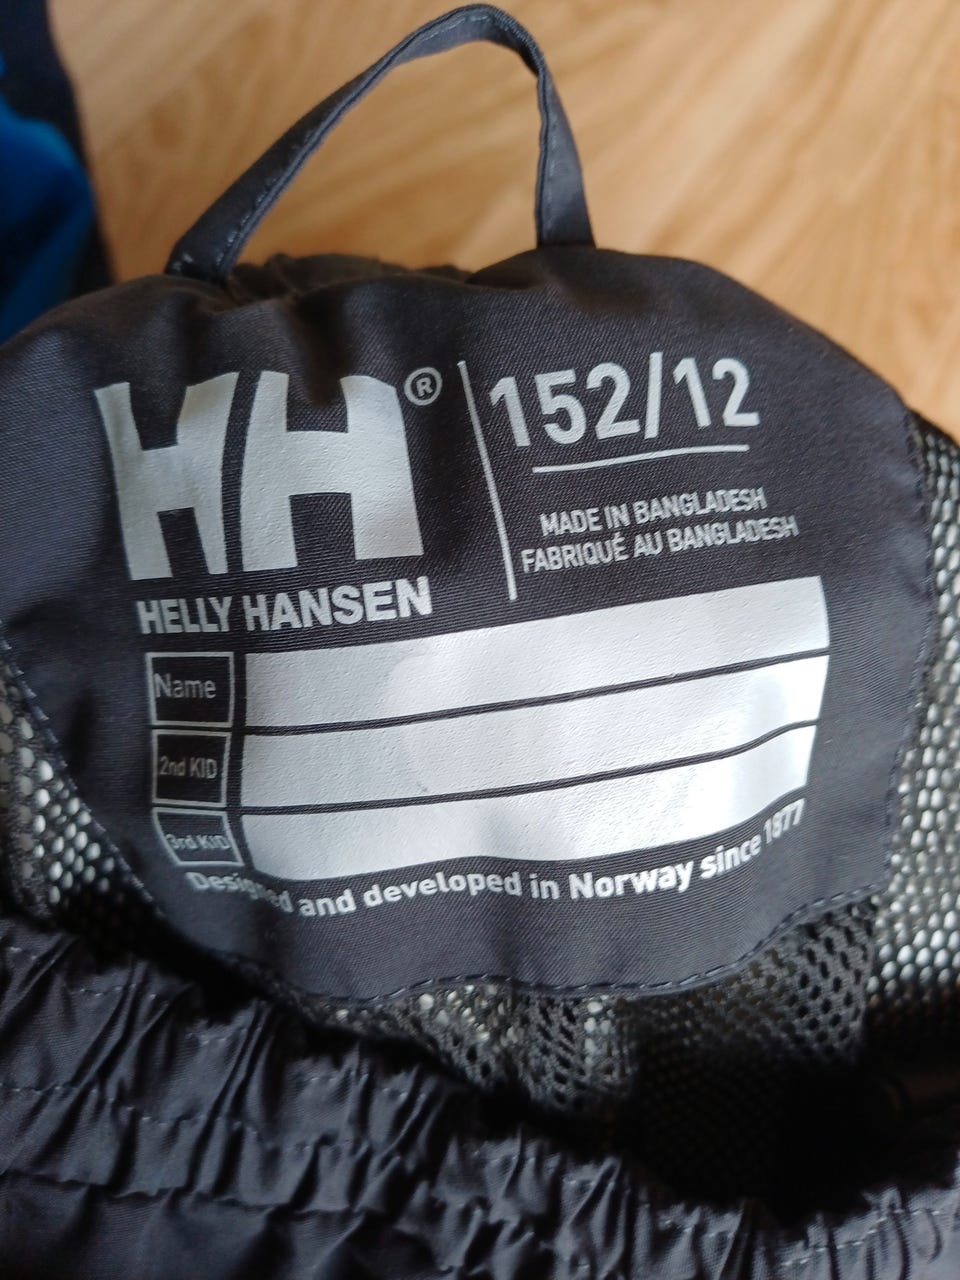 HH®
152/12
MADE IN BANGLADESH
FABRIQUÉ AU BANGLADESH
HELLY HANSEN
Name
2nd KID
3rd KID
Designed and developed in Norway since 1877